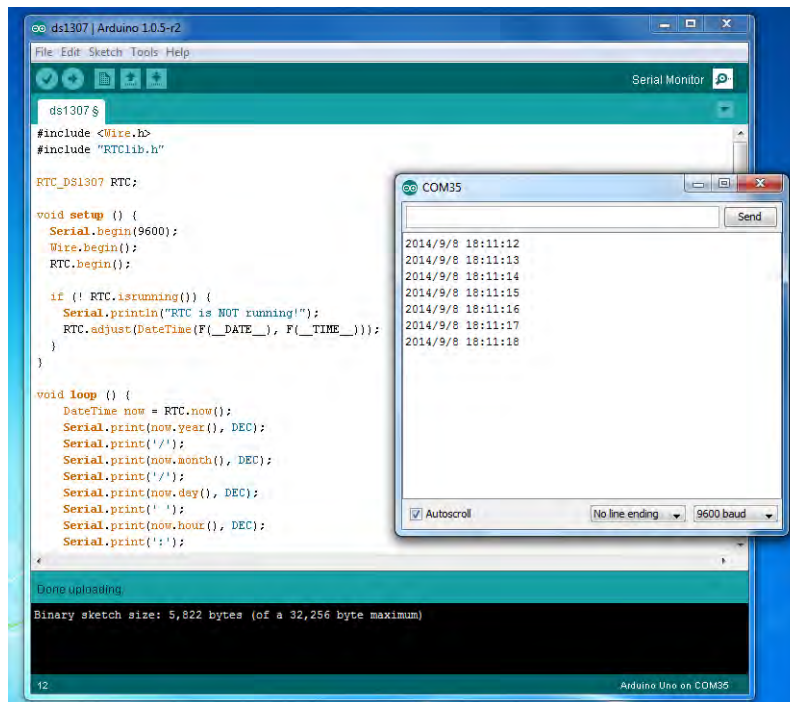 ds1307 | Arduino 1.0.5-r2
File Edit Sketch Tools Help
Serial Monitor
ds1307 §
#include <Wire.h>
#include "RTClib.h"
RTC_DS1307 RTC;
void setup () {
Serial.begin(9600);
Wire.begin();
RTC.begin();
if (! RTC.isrunning()) {
Serial.println("RTC is NOT running!");
RTC.adjust(DateTime(F(__DATE__), F(__TIME__)));
}
}
void loop () {
DateTime now = RTC.now();
Serial.print(now.year(), DEC);
Serial.print('/');
Serial.print(now.month(), DEC);
Serial.print('/');
Serial.print(now.day(), DEC);
Serial.print(' ');
Serial.print(now.hour(), DEC);
Serial.print(':');
COM35
Send
2014/9/8 18:11:12
2014/9/8 18:11:13
2014/9/8 18:11:14
2014/9/8 18:11:15
2014/9/8 18:11:16
2014/9/8 18:11:17
2014/9/8 18:11:18
Autoscroll No line ending 9600 baud
Done uploading.
Binary sketch size: 5,822 bytes (of a 32,256 byte maximum)
12 Arduino Uno on COM35